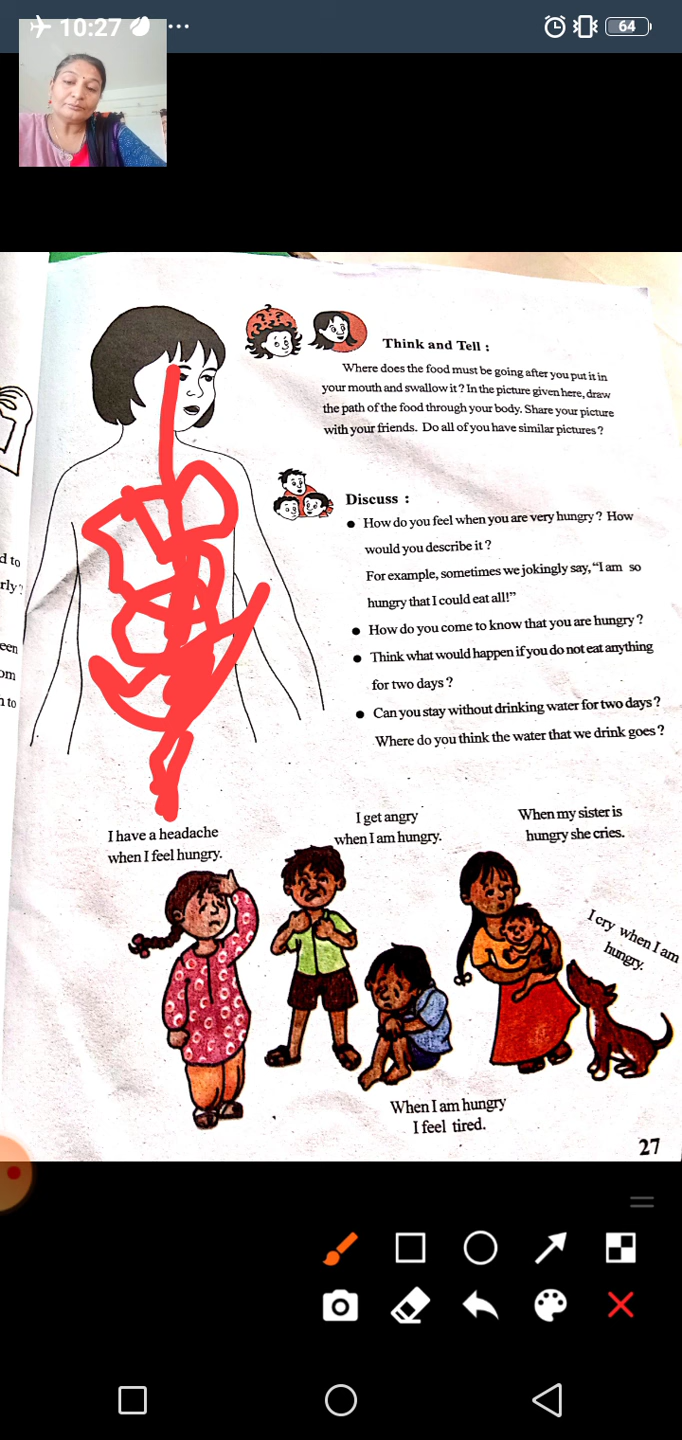 10:27
64
Think and Tell :
Where does the food must be going after you put it in
your mouth and swallow it? In the picture given here, draw
the path of the food through your body. Share your picture
with your friends. Do all of you have similar pictures?
Discuss :
● How do you feel when you are very hungry? How
would you describe it?
For example, sometimes we jokingly say, “I am so
hungry that I could eat all!”
● How do you come to know that you are hungry?
● Think what would happen if you do not eat anything
for two days?
● Can you stay without drinking water for two days?
Where do you think the water that we drink goes?
d to
rly?
een
om
to
I have a headache
when I feel hungry.
I get angry
when I am hungry.
When my sister is
hungry she cries.
I cry when I am
hungry.
When I am hungry
I feel tired.
27